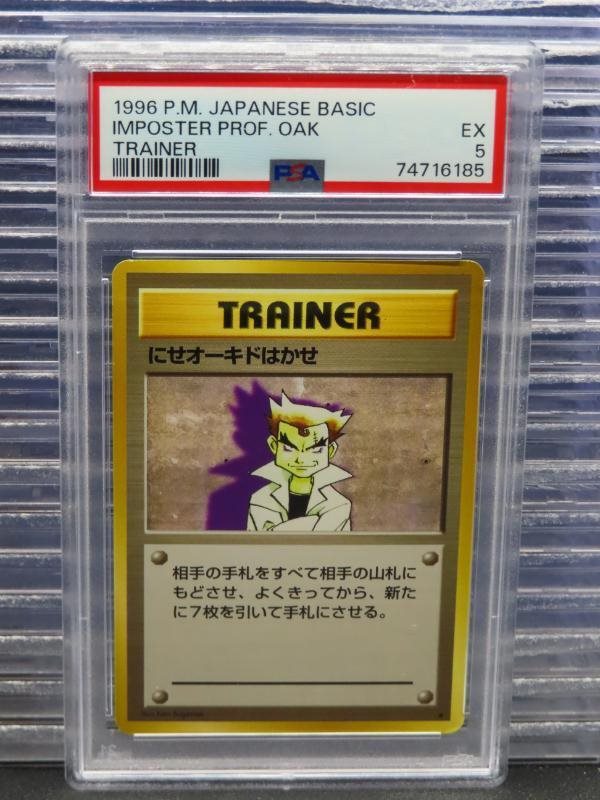 1996 P.M. JAPANESE BASIC
IMPOSTER PROF. OAK EX
TRAINER 5
PSA 74716185
TRAINER
にせオーキドはかせ
相手の手札をすべて相手の山札に
もどさせ、よくきってから、新た
に7枚を引いて手札にさせる。